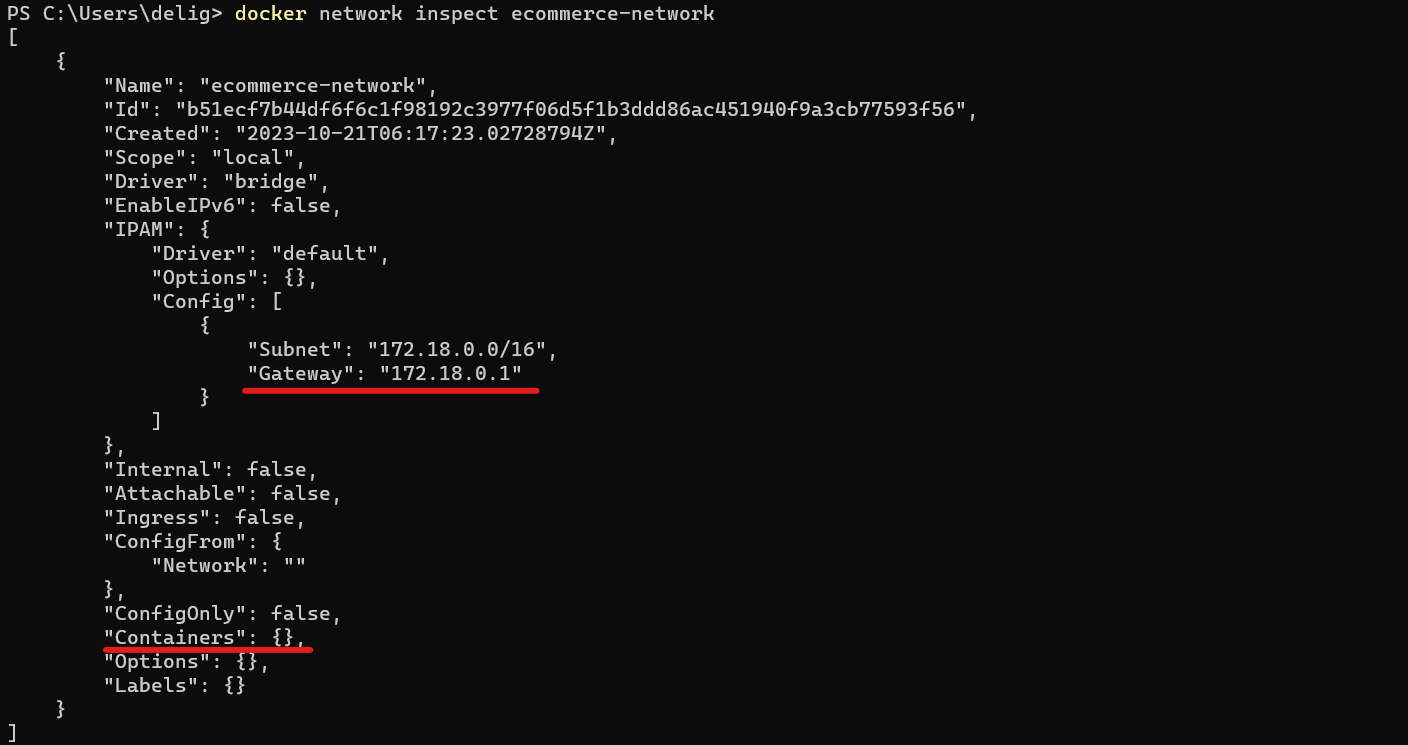 PS C:\Users\delig> docker network inspect ecommerce-network
[
    {
        "Name": "ecommerce-network",
        "Id": "b51ecf7b44df6f6c1f98192c3977f06d5f1b3ddd86ac451940f9a3cb77593f56",
        "Created": "2023-10-21T06:17:23.02728794Z",
        "Scope": "local",
        "Driver": "bridge",
        "EnableIPv6": false,
        "IPAM": {
            "Driver": "default",
            "Options": {},
            "Config": [
                {
                    "Subnet": "172.18.0.0/16",
                    "Gateway": "172.18.0.1"
                }
            ]
        },
        "Internal": false,
        "Attachable": false,
        "Ingress": false,
        "ConfigFrom": {
            "Network": ""
        },
        "ConfigOnly": false,
        "Containers": {},
        "Options": {},
        "Labels": {}
    }
]